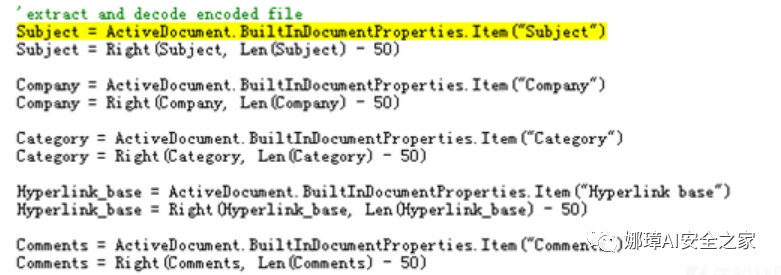 'extract and decode encoded file
Subject = ActiveDocument.BuiltInDocumentProperties.Item("Subject")
Subject = Right(Subject, Len(Subject) - 50)
Company = ActiveDocument.BuiltInDocumentProperties.Item("Company")
Company = Right(Company, Len(Company) - 50)
Category = ActiveDocument.BuiltInDocumentProperties.Item("Category")
Category = Right(Category, Len(Category) - 50)
Hyperlink_base = ActiveDocument.BuiltInDocumentProperties.Item("Hyperlink base")
Hyperlink_base = Right(Hyperlink_base, Len(Hyperlink_base) - 50)
Comments = ActiveDocument.BuiltInDocumentProperties.Item("Comme
Comments = Right(Comments, Len(Comments) - 50)
娜璋AI安全之家